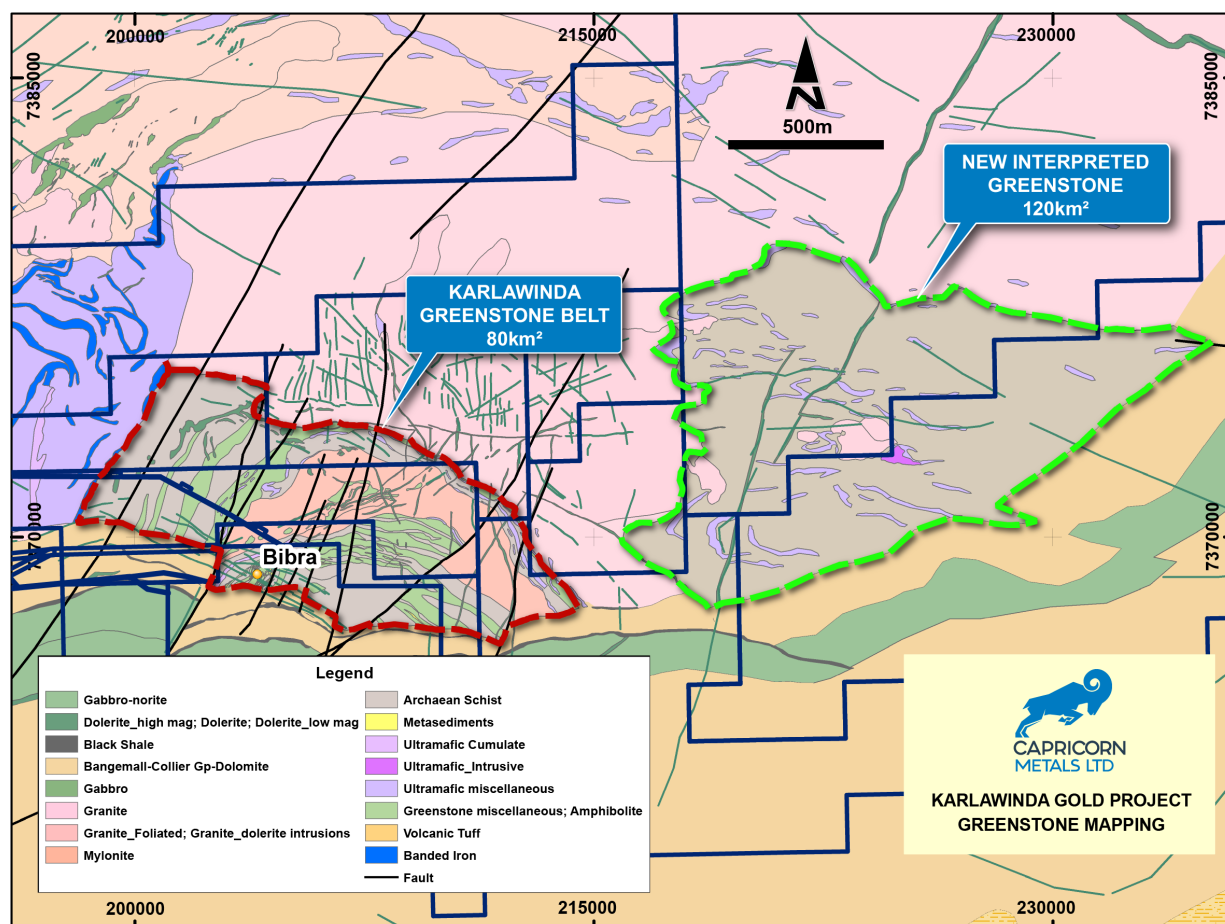 200000
215000
230000
7385000
7385000
500m
NEW INTERPRETED
GREENSTONE
120km²
KARLAWINDA
GREENSTONE BELT
80km²
7370000
7370000
Bibra
Legend
Gabbro-norite
Dolerite_high mag; Dolerite; Dolerite_low mag
Black Shale
Bangemall-Collier Gp-Dolomite
Gabbro
Granite
Granite_Foliated; Granite_dolerite intrusions
Mylonite
Archaean Schist
Metasediments
Ultramafic Cumulate
Ultramafic_Intrusive
Ultramafic miscellaneous
Greenstone miscellaneous; Amphibolite
Volcanic Tuff
Banded Iron
Fault
CAPRICORN
METALS LTD
KARLAWINDA GOLD PROJECT
GREENSTONE MAPPING
200000
215000
230000